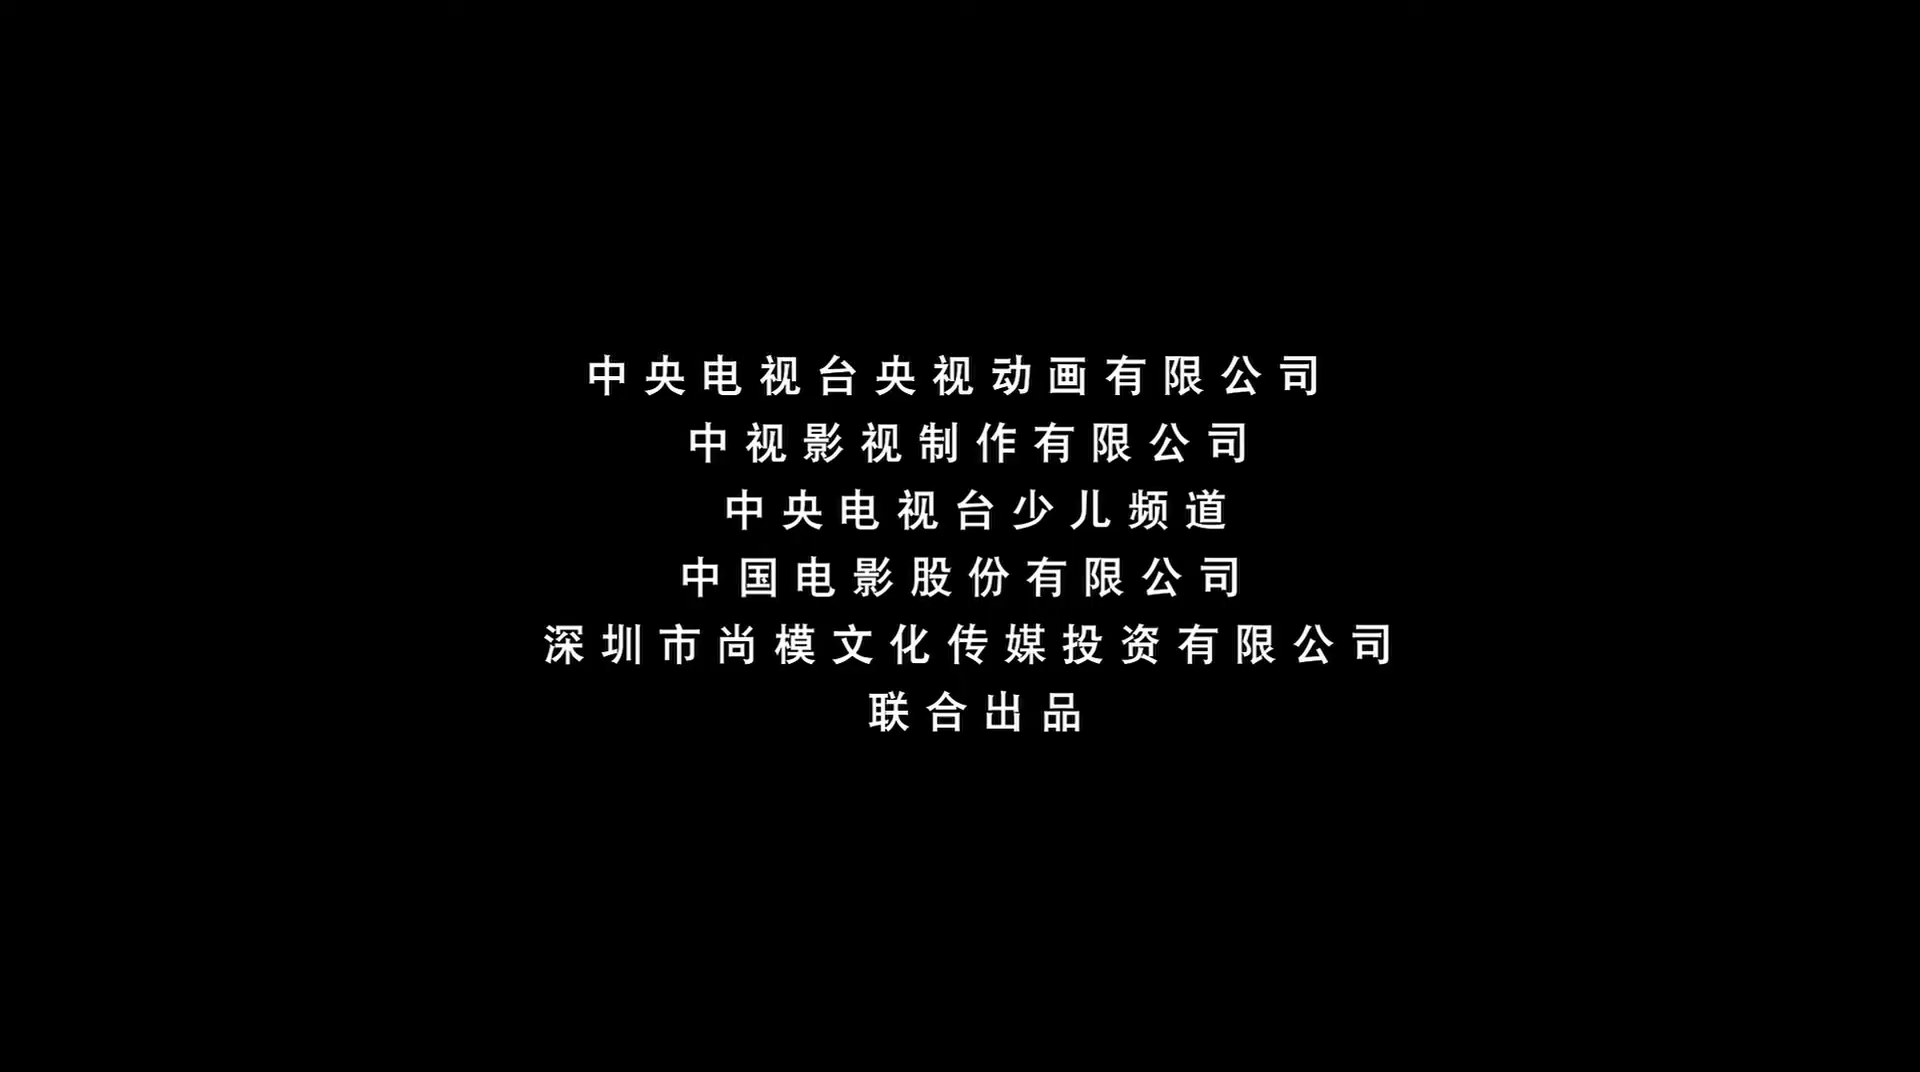 中央电视台央视动画有限公司
中视影视制作有限公司
中央电视台少儿频道
中国电影股份有限公司
深圳市尚模文化传媒投资有限公司
联合出品